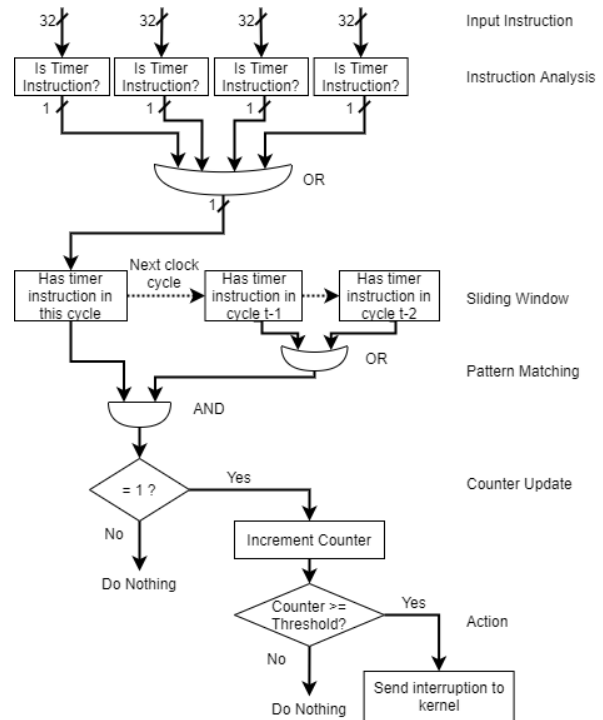 32 32 32 32 Input Instruction
Is Timer Is Timer Is Timer Is Timer
Instruction? Instruction? Instruction? Instruction? Instruction Analysis
1 1 1 1
OR
1
Next clock
cycle
Has timer
instruction in
this cycle
Has timer
instruction in
cycle t-1
Has timer
instruction in
cycle t-2
Sliding Window
OR
Pattern Matching
AND
= 1 ?
Yes
Counter Update
No
Increment Counter
Do Nothing
Counter >=
Threshold?
Yes
Action
No
Send interruption to
kernel
Do Nothing